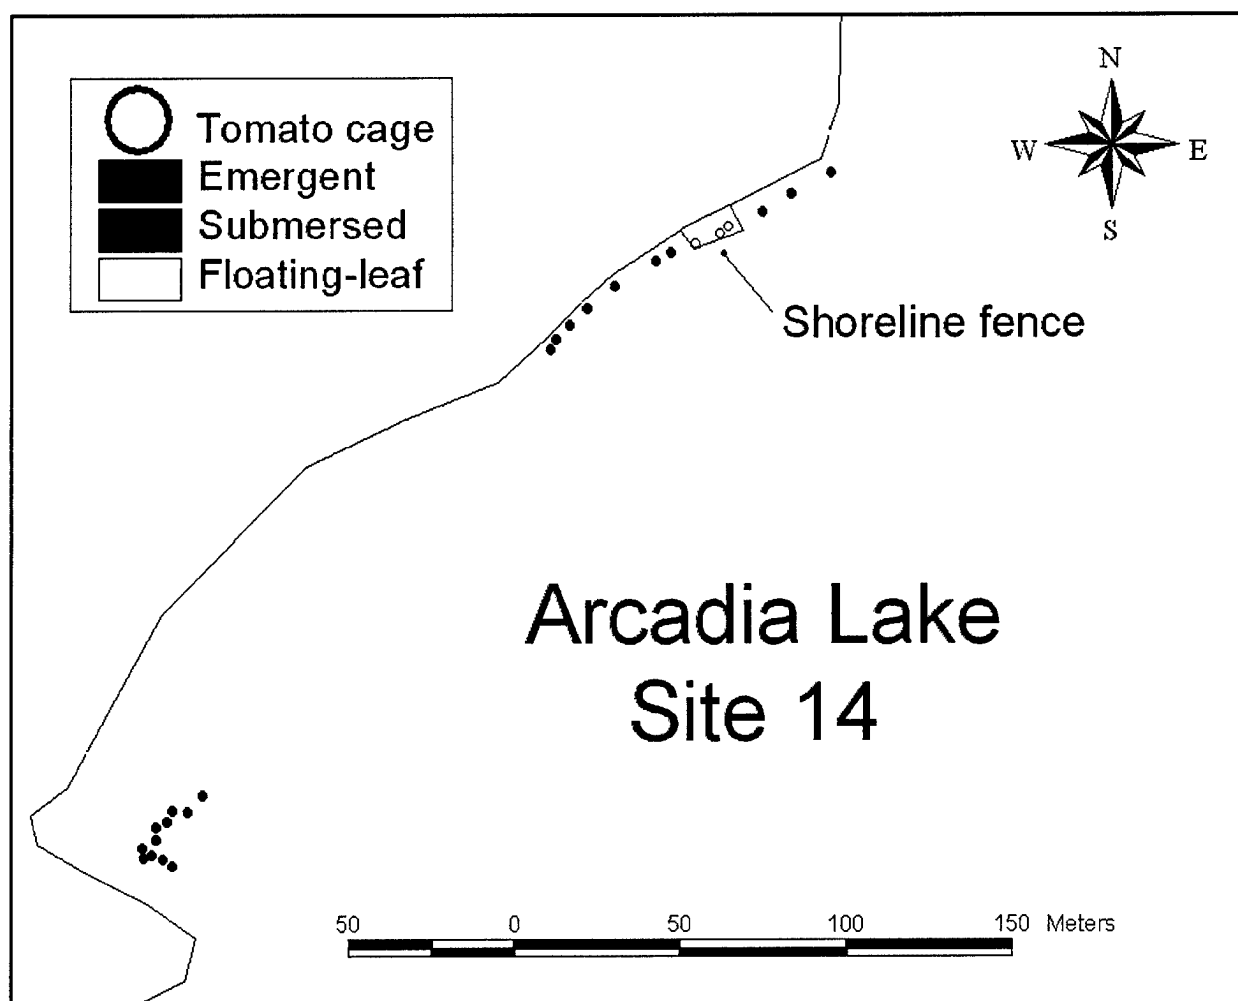 Tomato cage
Emergent
Submersed
Floating-leaf
N
W E
S
Shoreline fence
Arcadia Lake
Site 14
50 0 50 100 150 Meters